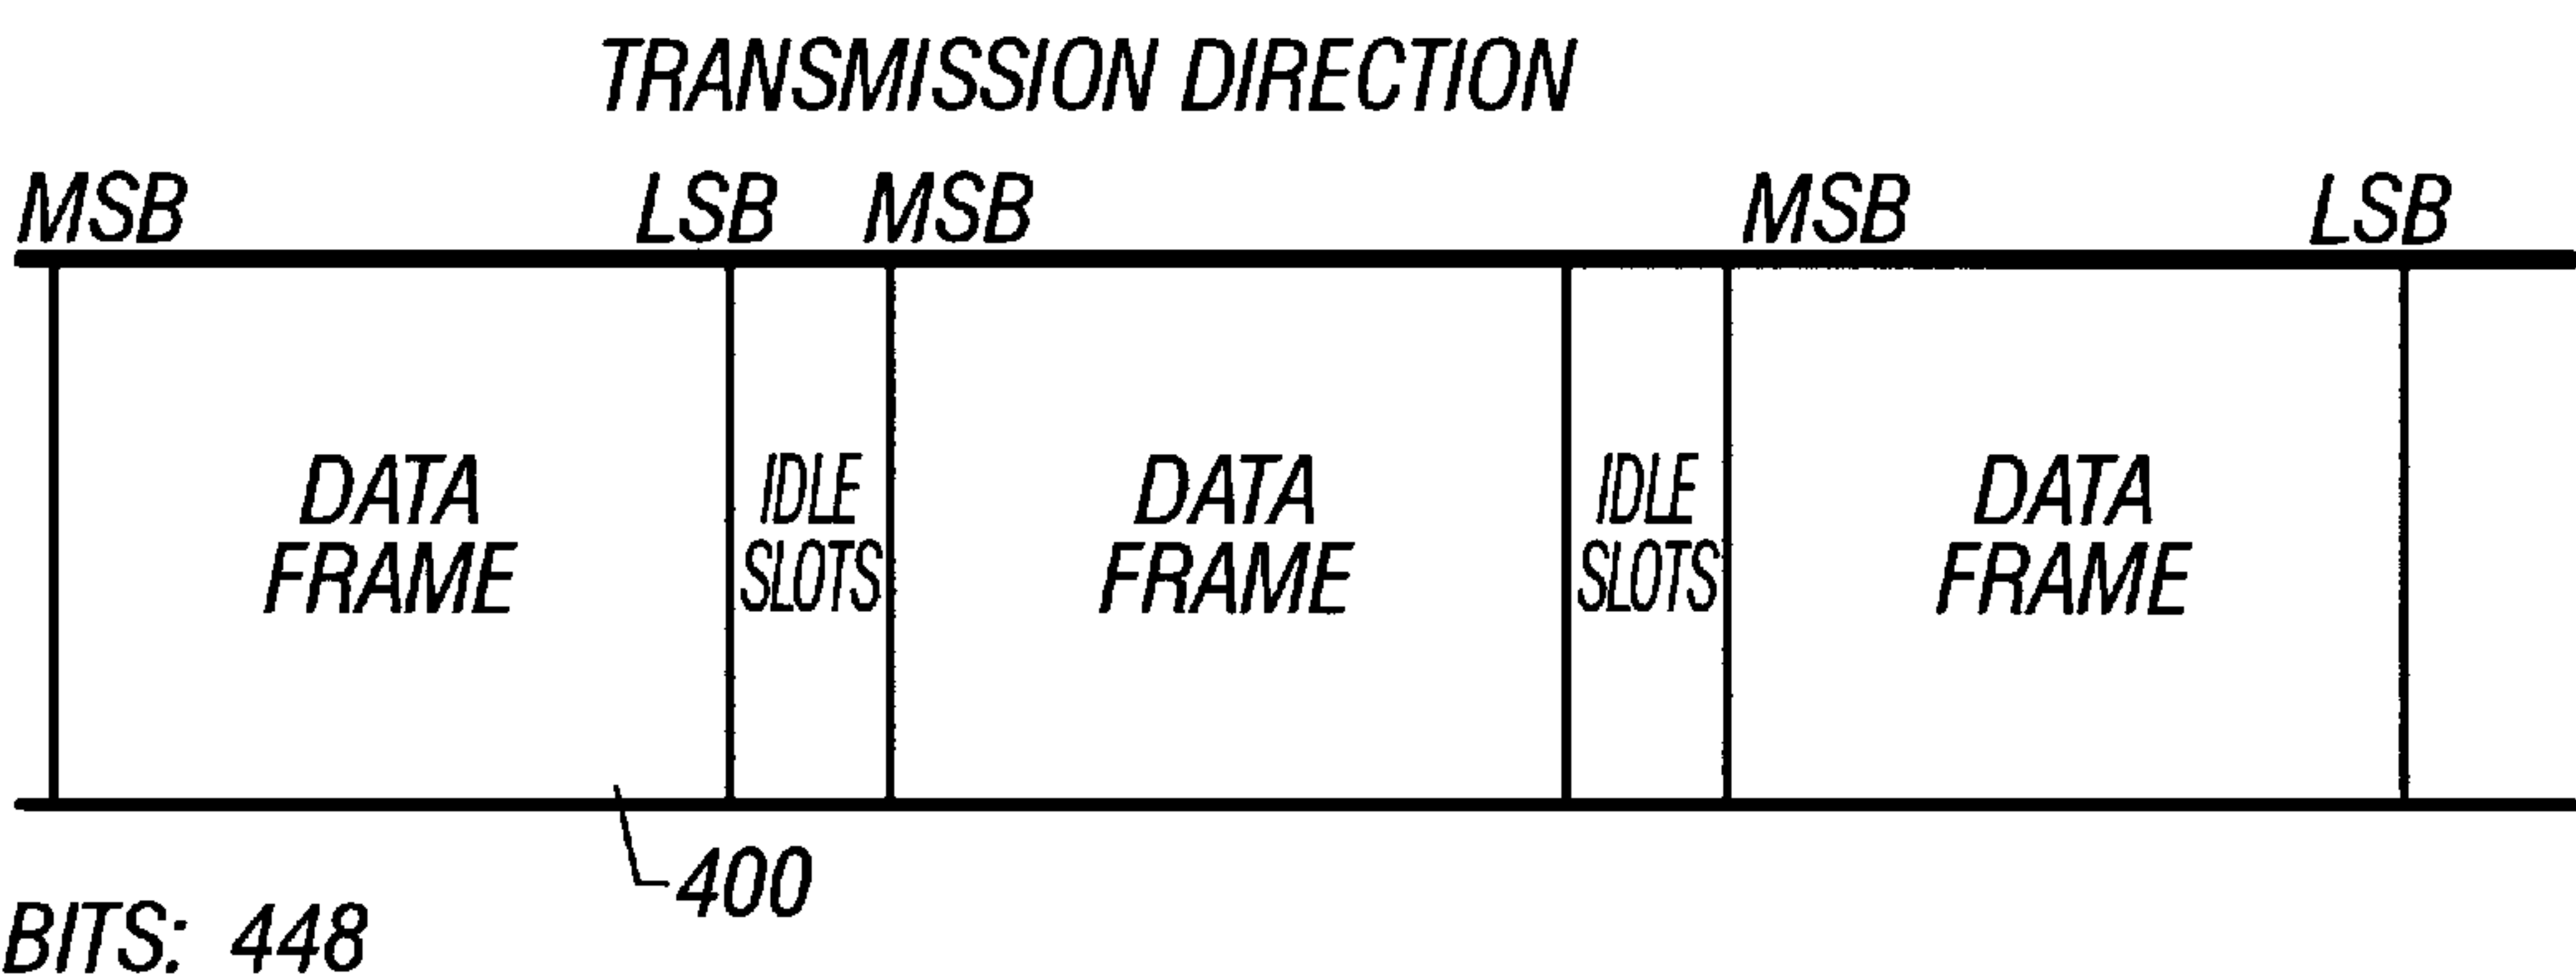 TRANSMISSION DIRECTION
MSB LSB MSB MSB LSB
DATA IDLE DATA IDLE DATA
FRAME SLOTS FRAME SLOTS FRAME
400
BITS: 448